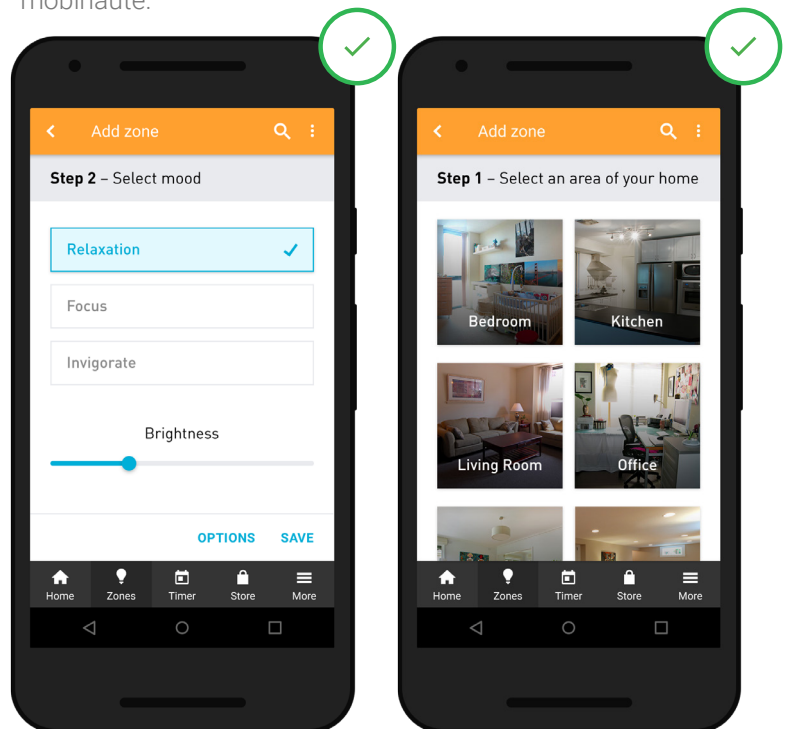 mobinaute.
Add zone
Step 2 – Select mood
Relaxation
Focus
Invigorate
Brightness
OPTIONS SAVE
Home Zones Timer Store More
Add zone
Step 1 – Select an area of your home
Bedroom Kitchen
Living Room Office
Home Zones Timer Store More